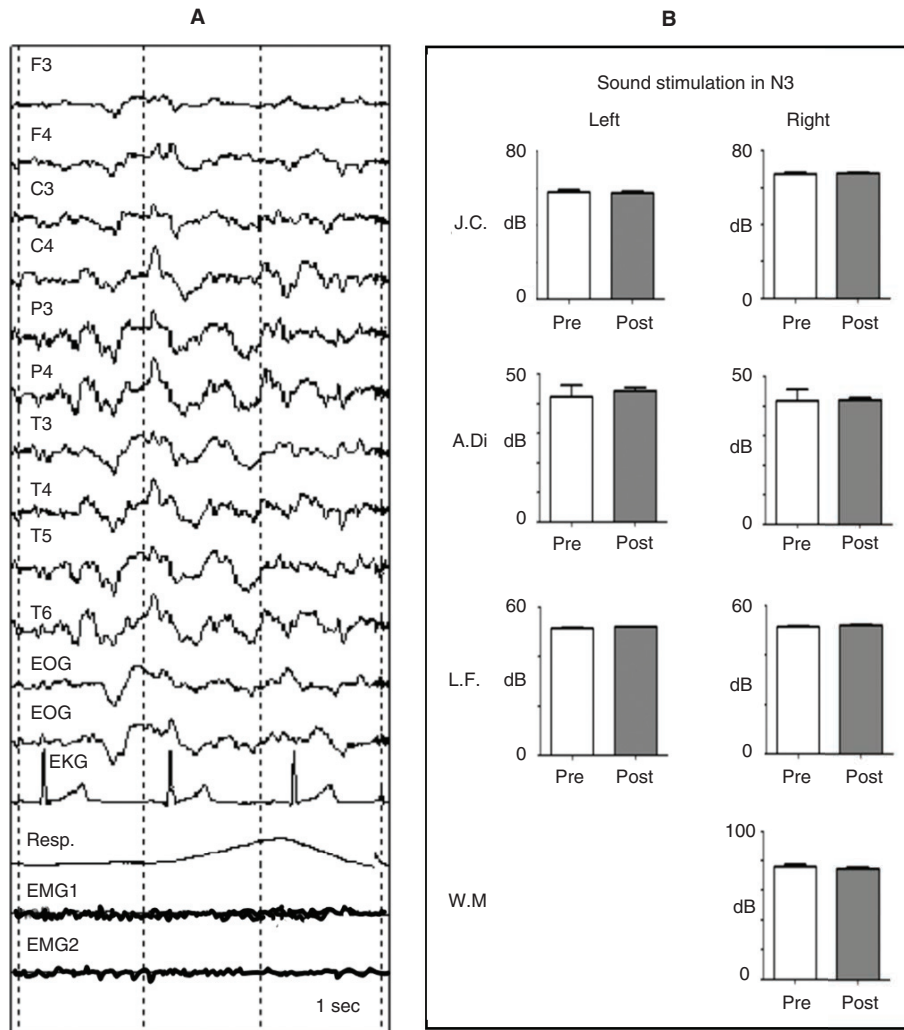 A
F3
F4
C3
C4
P3
P4
T3
T4
T5
T6
EOG
EOG
EKG
Resp.
EMG1
EMG2
1 sec
B
Sound stimulation in N3
Left Right
J.C.
80
dB
0
Pre Post
80
dB
0
Pre Post
A.Di
50
dB
0
Pre Post
50
dB
0
Pre Post
L.F.
60
dB
0
Pre Post
60
dB
0
Pre Post
W.M
100
dB
0
Pre Post